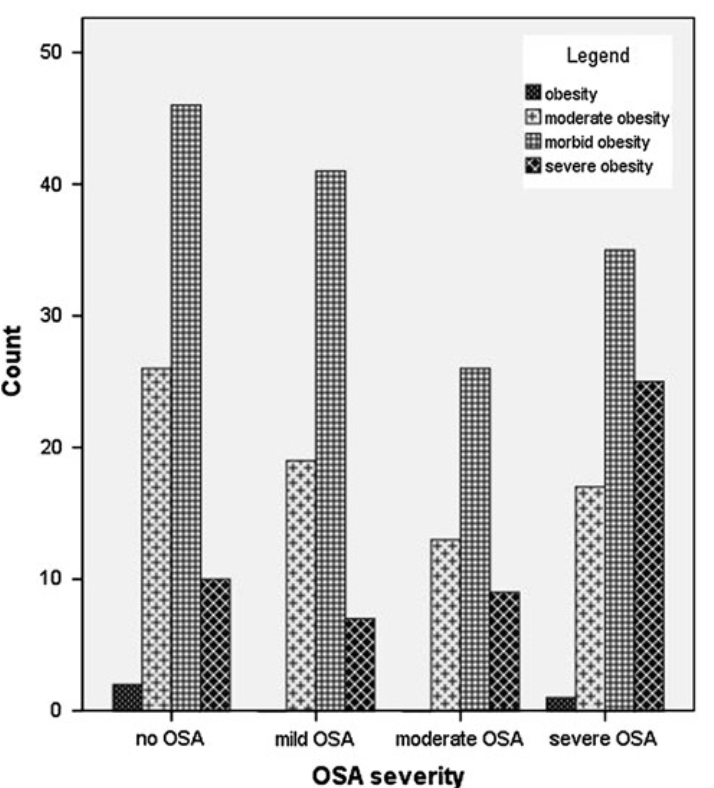 Legend
obesity
moderate obesity
morbid obesity
severe obesity
50
40
30
20
10
0
Count
no OSA
mild OSA
moderate OSA
severe OSA
OSA severity